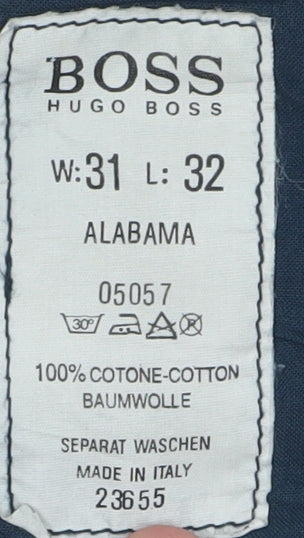 BOSS
HUGO BOSS
W:31 L: 32
ALABAMA
05057
30°
100% COTONE-COTTON
BAUMWOLLE
SEPARAT WASCHEN
MADE IN ITALY
23655